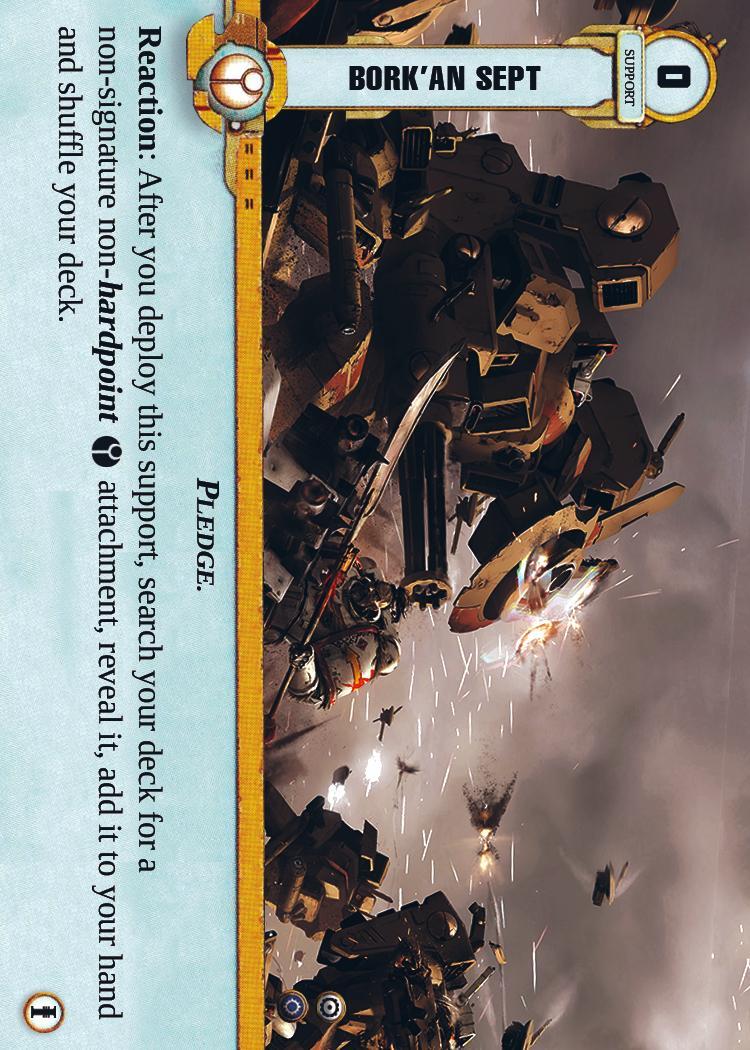 0
SUPPORT
BORK'AN SEPT
PLEDGE.
Reaction: After you deploy this support, search your deck for a
non-signature non-hardpoint attachment, reveal it, add it to your hand
and shuffle your deck.
I